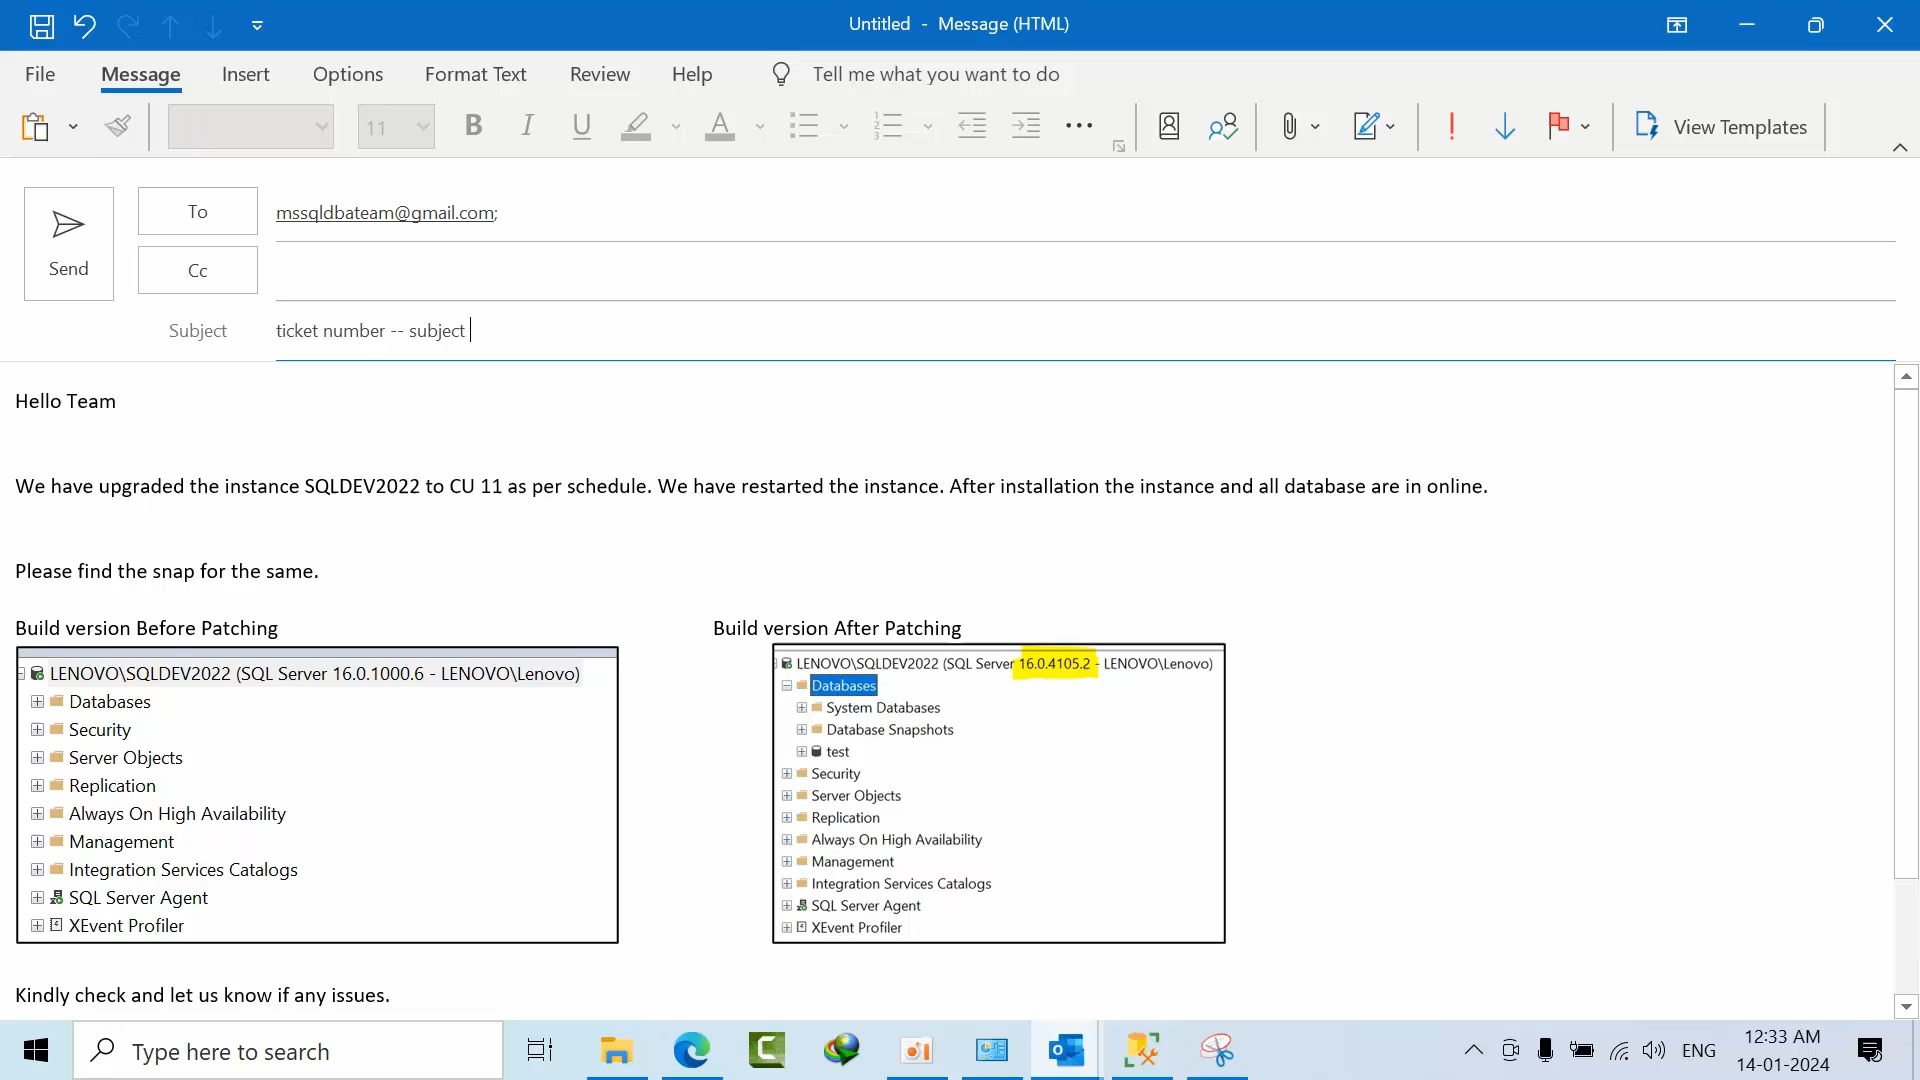 Untitled - Message (HTML)
File Message Insert Options Format Text Review Help Tell me what you want to do
11 B I U A View Templates
To mssqldbateam@gmail.com;
Send
Cc
Subject ticket number -- subject
Hello Team
We have upgraded the instance SQLDEV2022 to CU 11 as per schedule. We have restarted the instance. After installation the instance and all database are in online.
Please find the snap for the same.
Build version Before Patching
LENOVO\SQLDEV2022 (SQL Server 16.0.1000.6 - LENOVO\Lenovo)
Databases
Security
Server Objects
Replication
Always On High Availability
Management
Integration Services Catalogs
SQL Server Agent
XEvent Profiler
Build version After Patching
LENOVO\SQLDEV2022 (SQL Server 16.0.4105.2 - LENOVO\Lenovo)
Databases
System Databases
Database Snapshots
test
Security
Server Objects
Replication
Always On High Availability
Management
Integration Services Catalogs
SQL Server Agent
XEvent Profiler
Kindly check and let us know if any issues.
Type here to search
ENG
12:33 AM
14-01-2024